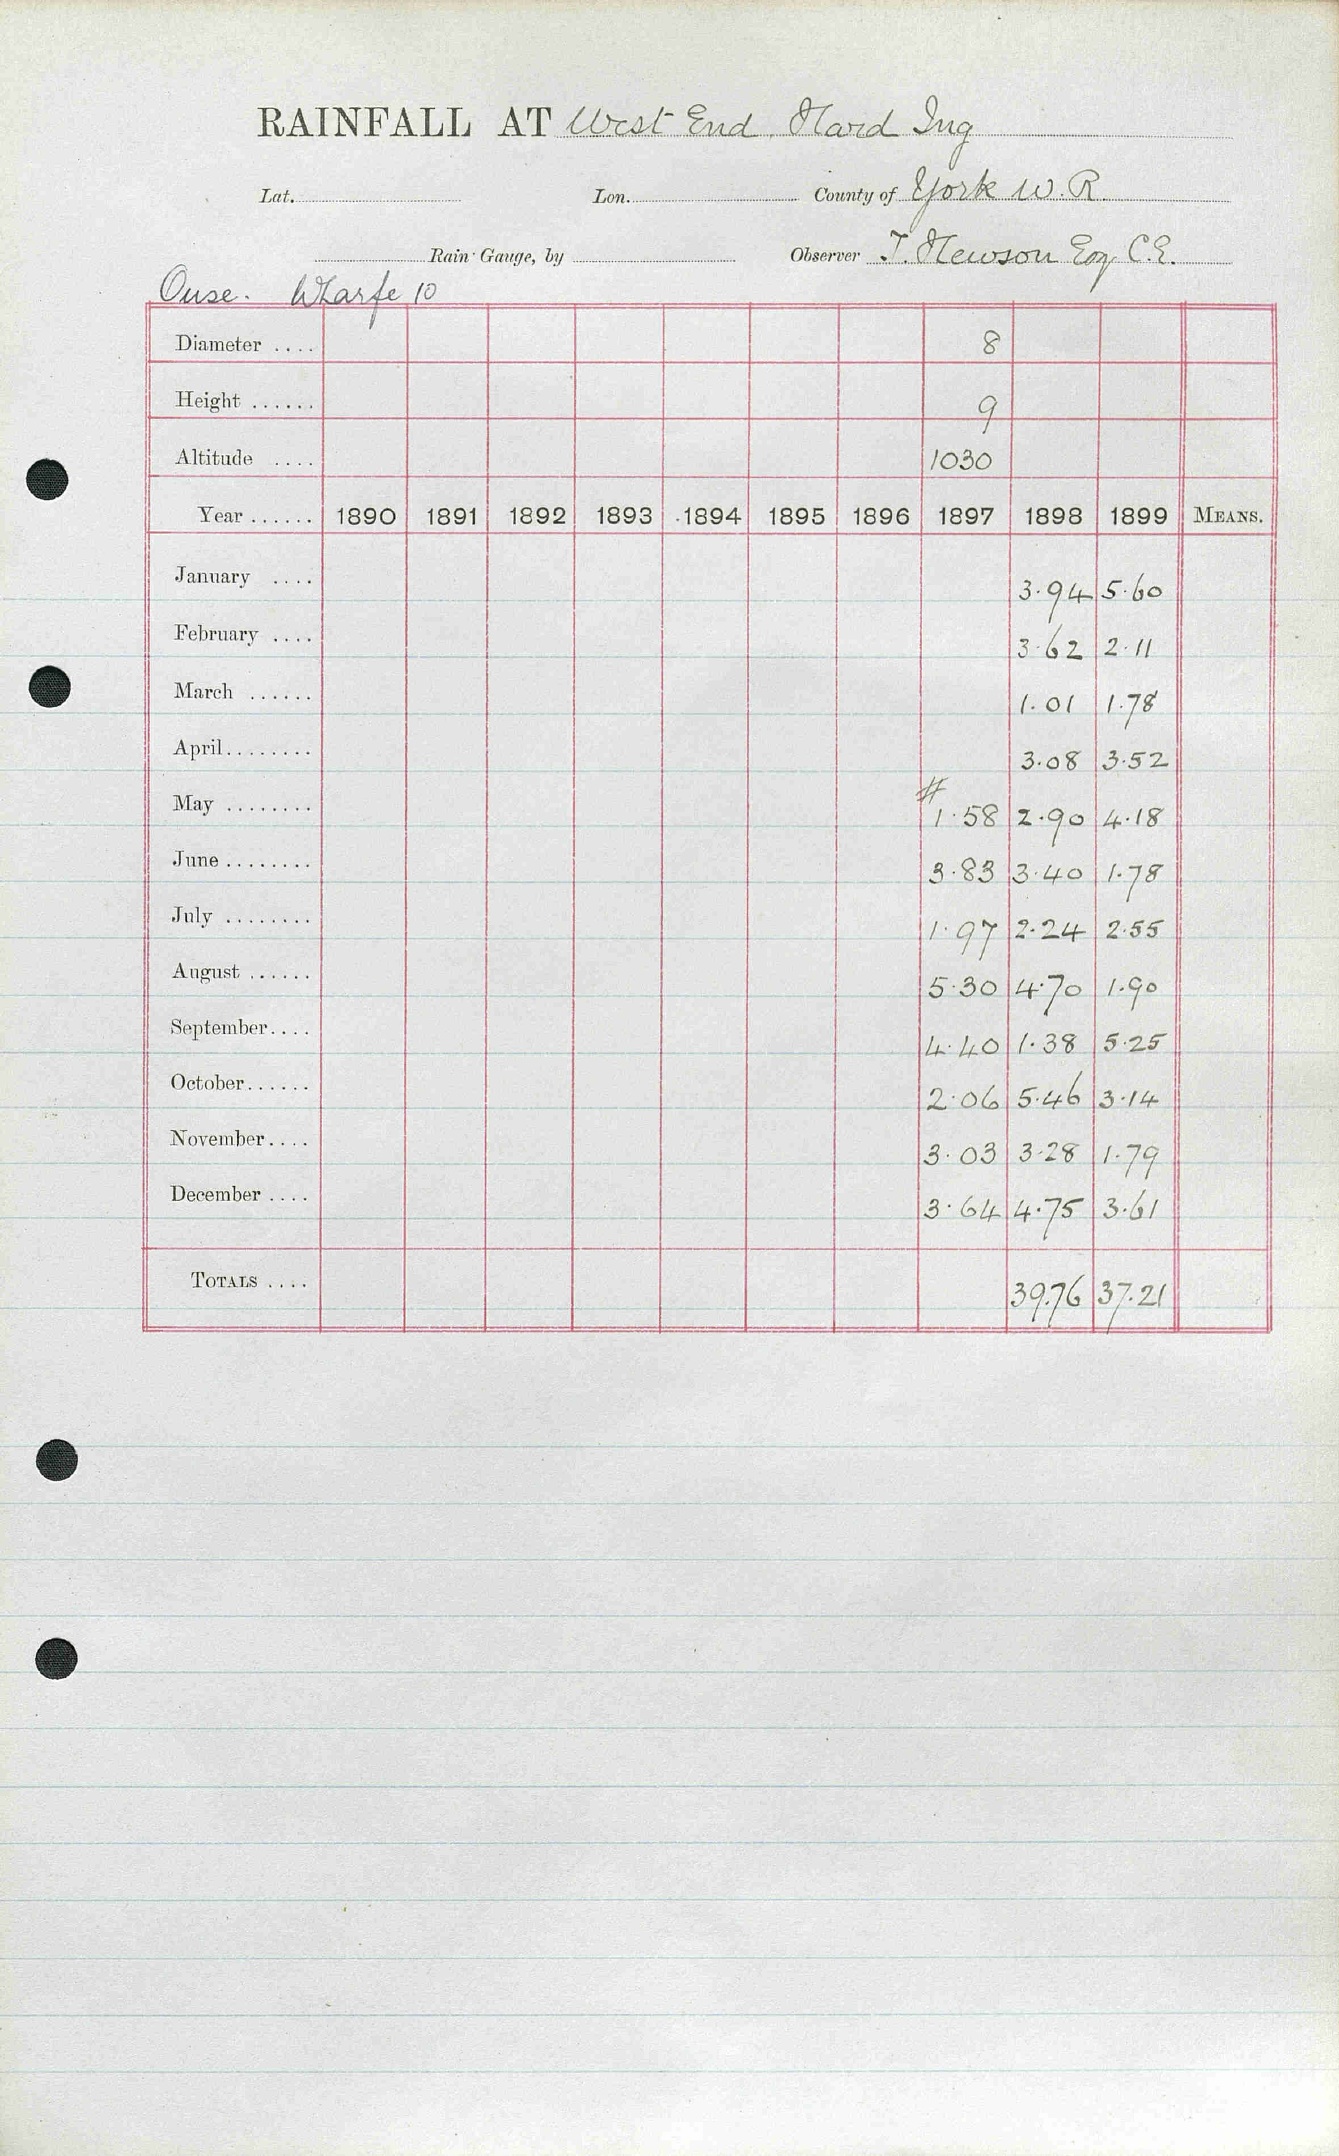 RAINFALL AT West End. Hard Ing
Lat. Lon. County of York W. R.
Rain Gauge, by Observer T. Hewson Esq C.E.
Ouse. Wharfe 10
Diameter .... 8
Height ...... 9
Altitude .... 1030
Year ...... 1890 1891 1892 1893 1894 1895 1896 1897 1898 1899 MEANS.
January .... 3.94 5.60
February .... 3.62 2.11
March ...... 1.01 1.78
April........ 3.08 3.52
May ........ # 1.58 2.90 4.18
June ........ 3.83 3.40 1.78
July ........ 1.97 2.24 2.55
August ...... 5.30 4.70 1.90
September.... 4.40 1.38 5.25
October...... 2.06 5.46 3.14
November.... 3.03 3.28 1.79
December .... 3.64 4.75 3.61
TOTALS .... 39.76 37.21